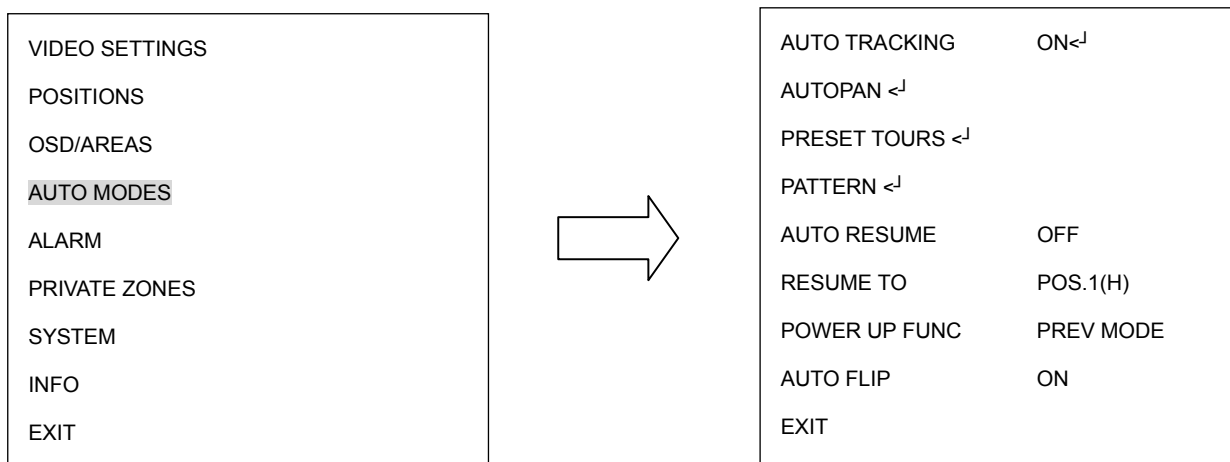 VIDEO SETTINGS
POSITIONS
OSD/AREAS
AUTO MODES
ALARM
PRIVATE ZONES
SYSTEM
INFO
EXIT
AUTO TRACKING ON<┘
AUTOPAN <┘
PRESET TOURS <┘
PATTERN <┘
AUTO RESUME OFF
RESUME TO POS.1(H)
POWER UP FUNC PREV MODE
AUTO FLIP ON
EXIT